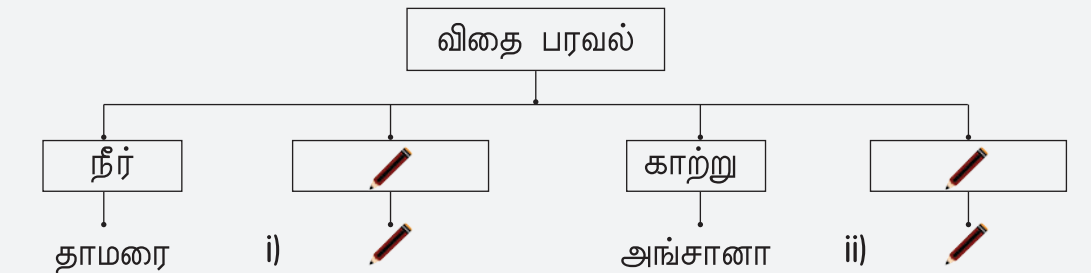 விதை பரவல்
நீர் காற்று
தாமரை i) அங்சானா ii)